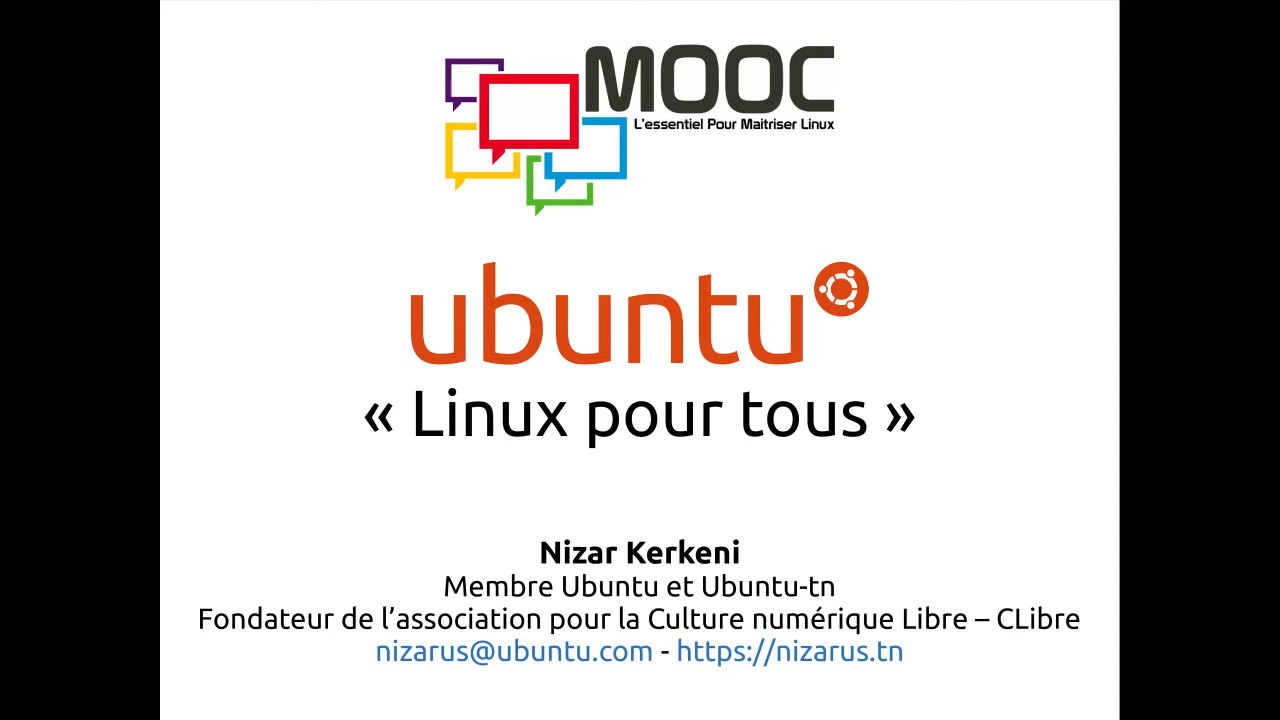 MOOC
L'essentiel Pour Maitriser Linux
ubuntu
« Linux pour tous »
Nizar Kerkeni
Membre Ubuntu et Ubuntu-tn
Fondateur de l’association pour la Culture numérique Libre – CLibre
nizarus@ubuntu.com - https://nizarus.tn